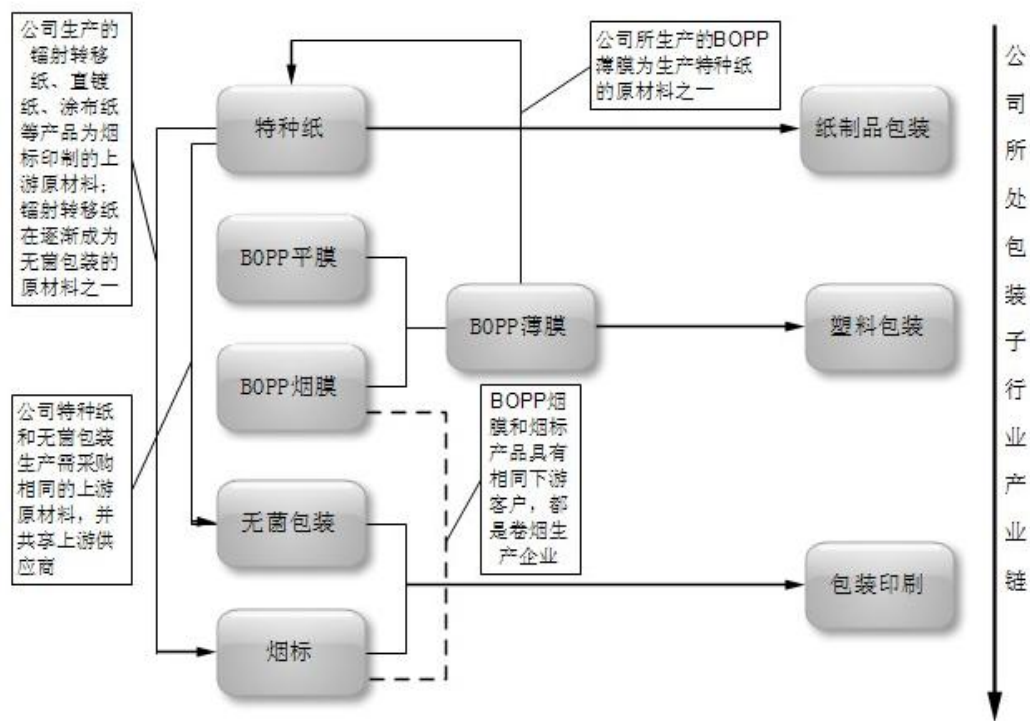 公司生产的
镭射转移
纸、直镀
纸、涂布纸
等产品为烟
标印制的上
游原材料；
镭射转移纸
在逐渐成为
无菌包装的
原材料之一
公司所生产的BOPP
薄膜为生产特种纸
的原材料之一
特种纸
纸制品包装
BOPP平膜
BOPP薄膜
塑料包装
BOPP烟膜
公司特种纸
和无菌包装
生产需采购
相同的上游
原材料，并
共享上游供
应商
BOPP烟
膜和烟标
产品具有
相同下游
客户，都
是卷烟生
产企业
无菌包装
包装印刷
烟标
公司所处包装子行业产业链